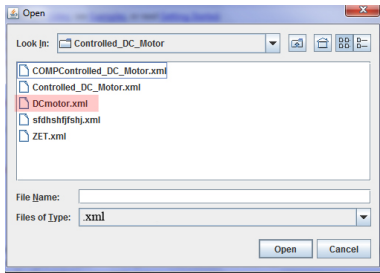 Open
Look In: Controlled_DC_Motor
COMPControlled_DC_Motor.xml
Controlled_DC_Motor.xml
DCmotor.xml
sfdhshfjfshj.xml
ZET.xml
File Name:
Files of Type: .xml
Open Cancel